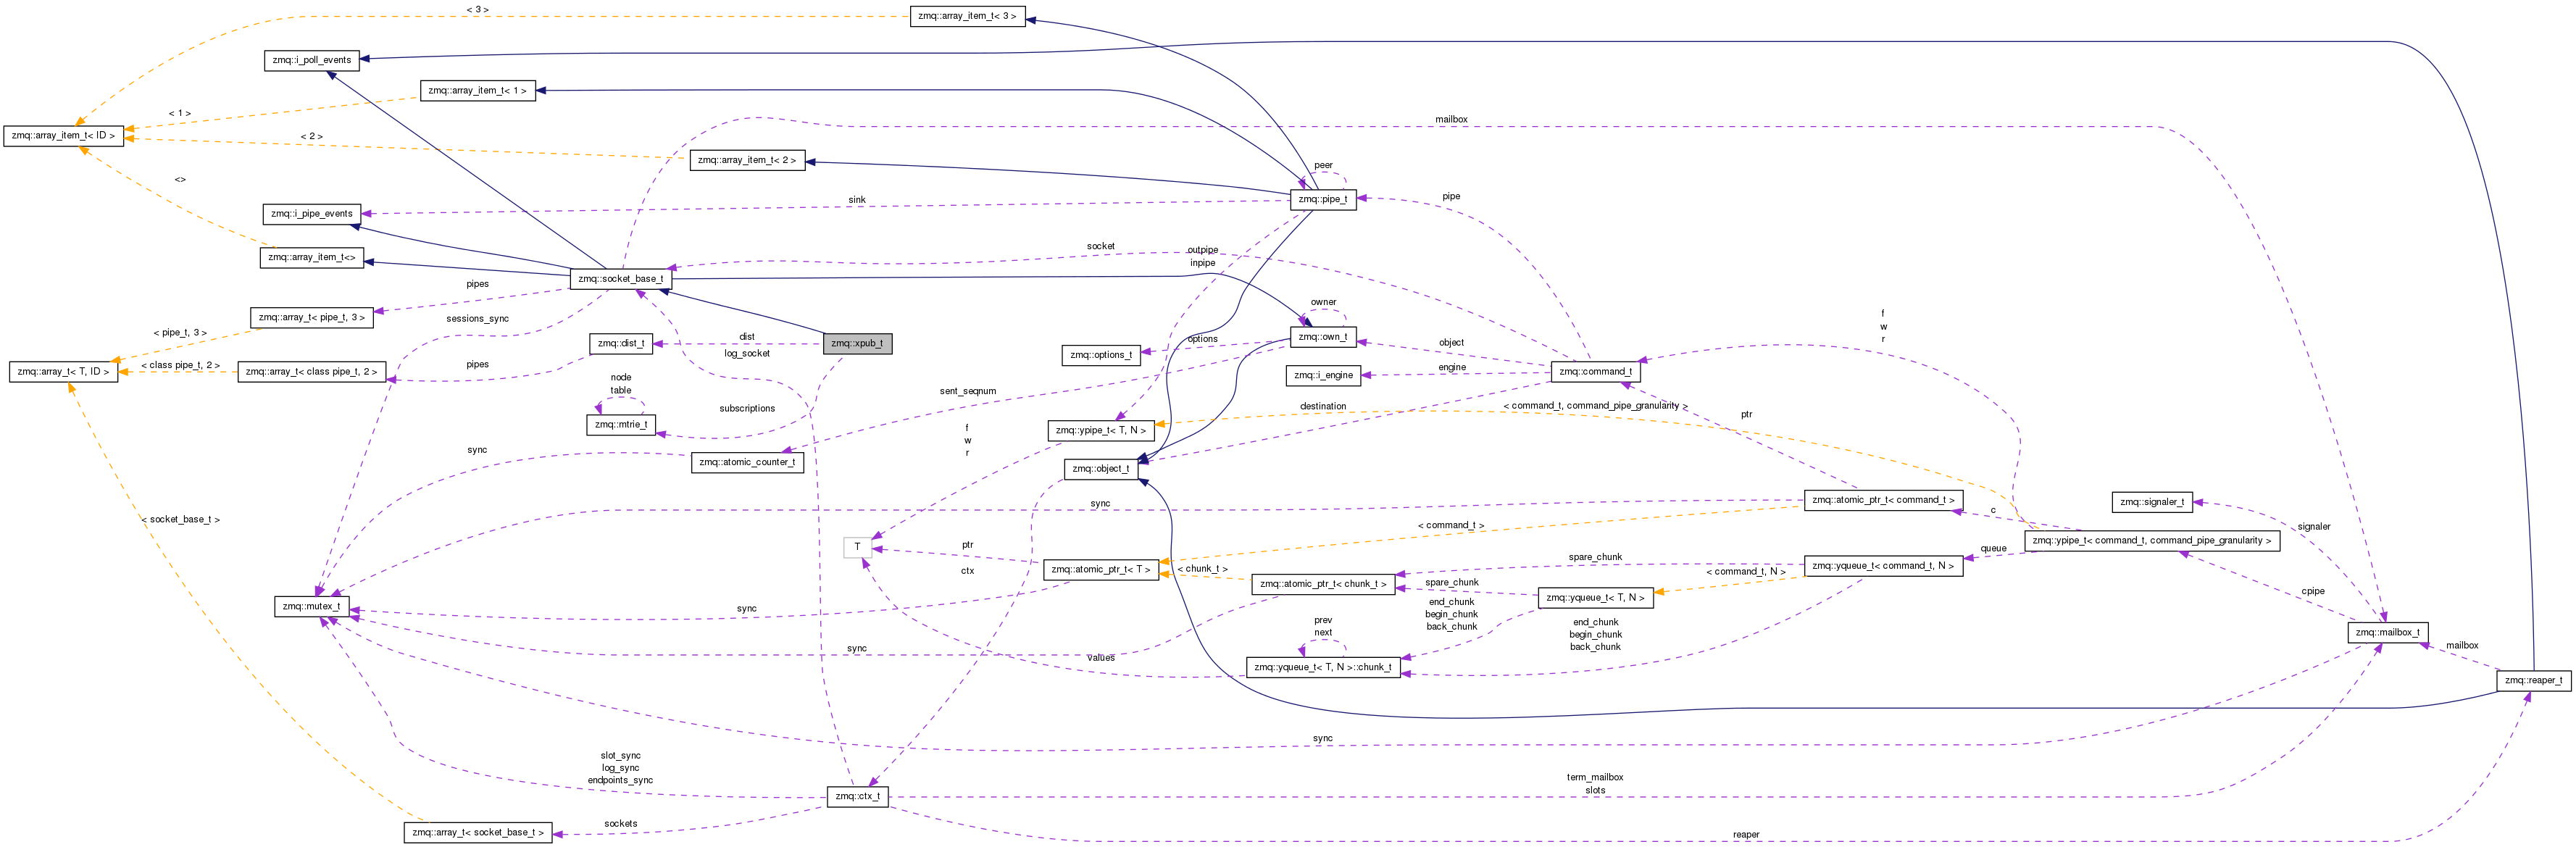 < 3 >
zmq::array_item_t< 3 >
zmq::i_poll_events
zmq::array_item_t< 1 >
< 1 >
mailbox
zmq::array_item_t< ID >
< 2 >
zmq::array_item_t< 2 >
peer
<>
pipe
sink
zmq::pipe_t
zmq::i_pipe_events
socket
outpipe
inpipe
zmq::array_item_t<>
zmq::socket_base_t
pipes
owner
zmq::array_t< pipe_t, 3 >
sessions_sync
f
w
r
< pipe_t, 3 >
dist
zmq::own_t
options
object
zmq::dist_t
zmq::xpub_t
log_socket
zmq::options_t
pipes
< class pipe_t, 2 >
engine
zmq::array_t< T, ID >
zmq::array_t< class pipe_t, 2 >
zmq::i_engine
zmq::command_t
node
table
sent_seqnum
subscriptions
destination
< command_t, command_pipe_granularity >
ptr
zmq::mtrie_t
f
w
r
zmq::ypipe_t< T, N >
sync
zmq::atomic_counter_t
zmq::object_t
sync
zmq::atomic_ptr_t< command_t >
zmq::signaler_t
c
< socket_base_t >
< command_t >
signaler
zmq::ypipe_t< command_t, command_pipe_granularity >
T
ptr
queue
spare_chunk
ctx
zmq::atomic_ptr_t< T >
< chunk_t >
zmq::yqueue_t< command_t, N >
< command_t, N >
zmq::atomic_ptr_t< chunk_t >
spare_chunk
cpipe
zmq::mutex_t
sync
end_chunk
begin_chunk
back_chunk
zmq::yqueue_t< T, N >
prev
next
end_chunk
begin_chunk
back_chunk
zmq::mailbox_t
sync
values
zmq::yqueue_t< T, N >::chunk_t
mailbox
zmq::reaper_t
sync
slot_sync
log_sync
endpoints_sync
term_mailbox
slots
zmq::ctx_t
sockets
zmq::array_t< socket_base_t >
reaper